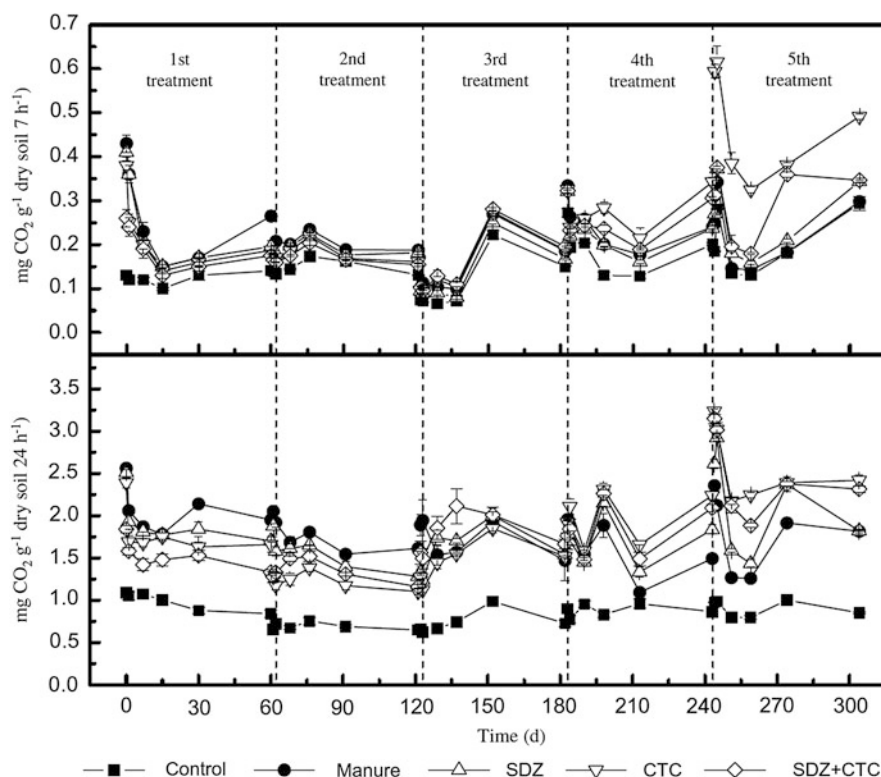 0.7
1st
2nd
3rd
4th
5th
treatment
treatment
treatment
treatment
treatment
0.6
0.5
0.4
0.3
0.2
0.1
0.0
mg CO2 g-1 dry soil 7 h-1)
3.5
3.0
2.5
2.0
1.5
1.0
0.5
0.0
mg CO2 g-1 dry soil 24 h-1)
0 30 60 90 120 150 180 210 240 270 300
Time (d)
Control Manure SDZ CTC SDZ+CTC